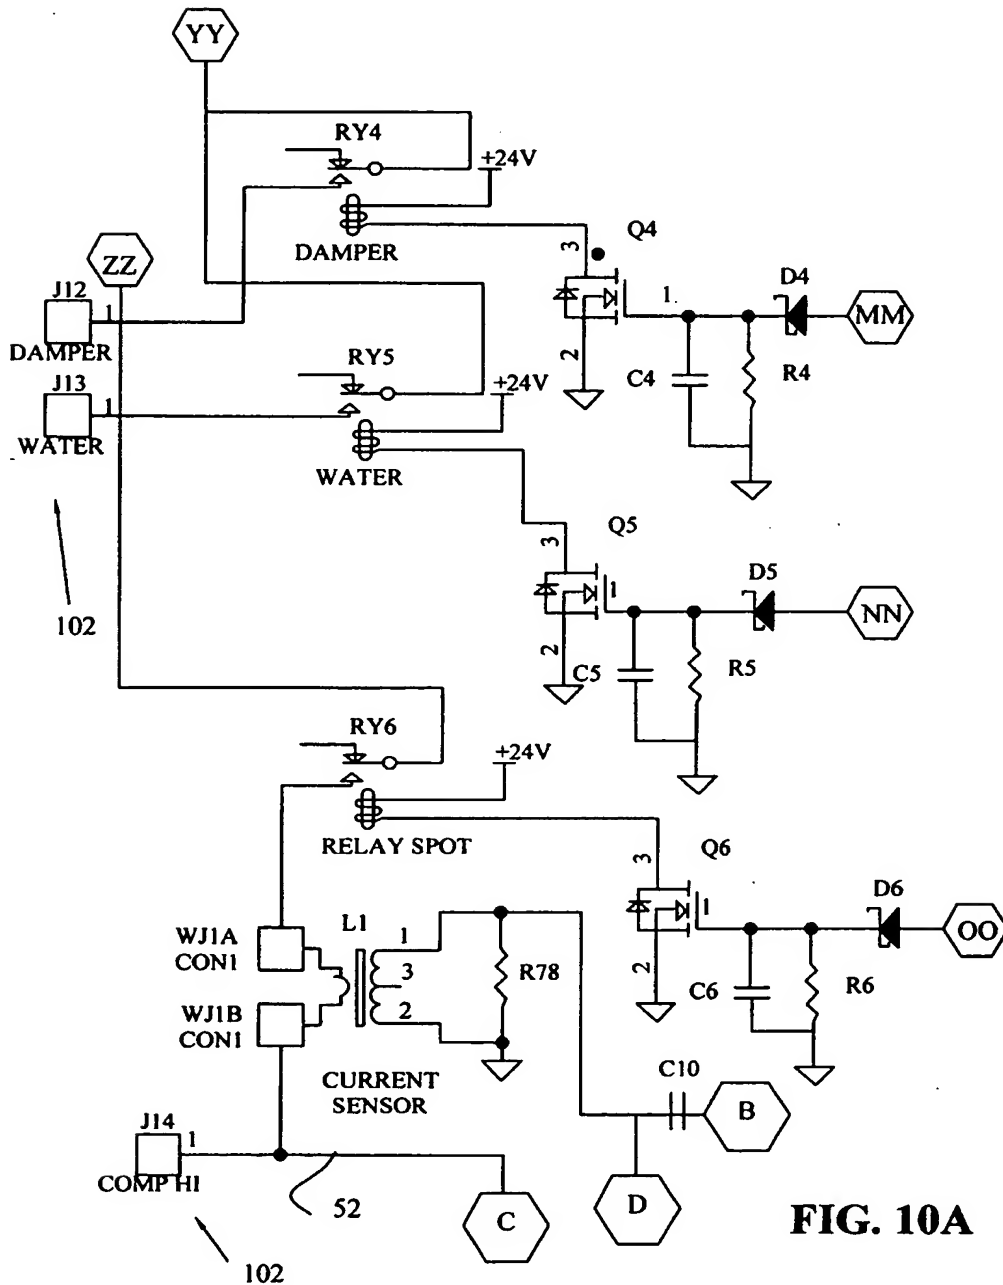 YY
RY4
+24V
DAMPER
ZZ
J12
1
DAMPER
J13
1
WATER
RY5
+24V
WATER
102
3
Q4
1
2
C4
R4
D4
MM
3
Q5
1
2
C5
R5
D5
NN
RY6
+24V
RELAY SPOT
3
Q6
1
2
C6
R6
D6
OO
WJ1A
CON1
WJ1B
CON1
L1
1
3
2
R78
CURRENT
SENSOR
C10
B
J14
1
COMP HI
52
C
D
102
FIG. 10A